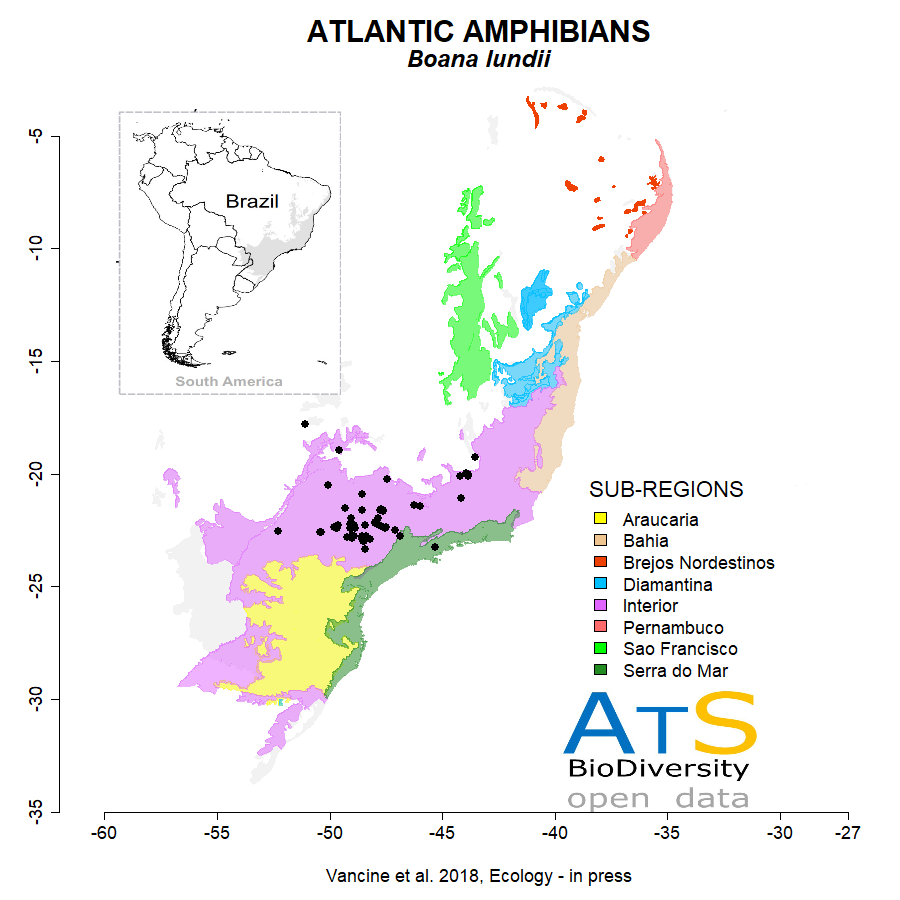 ATLANTIC AMPHIBIANS
Boana lundii
Brazil
South America
-5
-10
-15
-20
-25
-30
-35
SUB-REGIONS
Araucaria
Bahia
Brejos Nordestinos
Diamantina
Interior
Pernambuco
Sao Francisco
Serra do Mar
ATS
BioDiversity
open data
-60 -55 -50 -45 -40 -35 -30 -27
Vancine et al. 2018, Ecology - in press